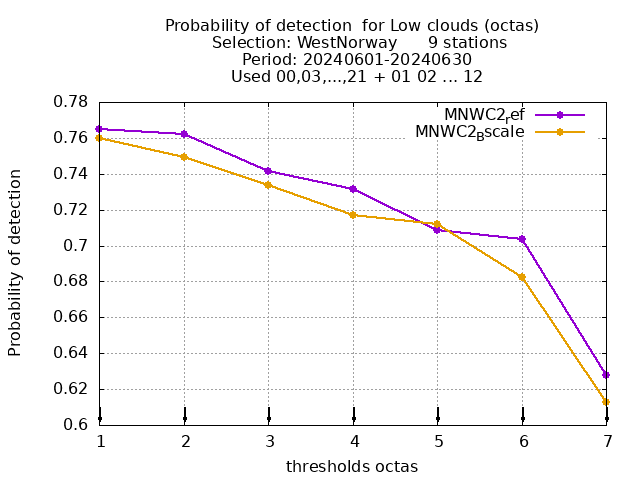 Probability of detection  for Low clouds (octas)
Selection: WestNorway      9 stations
Period: 20240601-20240630
Used 00,03,...,21 + 01 02 ... 12
MNWC2_ref
MNWC2_Bscale
0.78
0.76
0.74
0.72
0.7
0.68
0.66
0.64
0.62
0.6
Probability of detection
1 2 3 4 5 6 7
thresholds octas